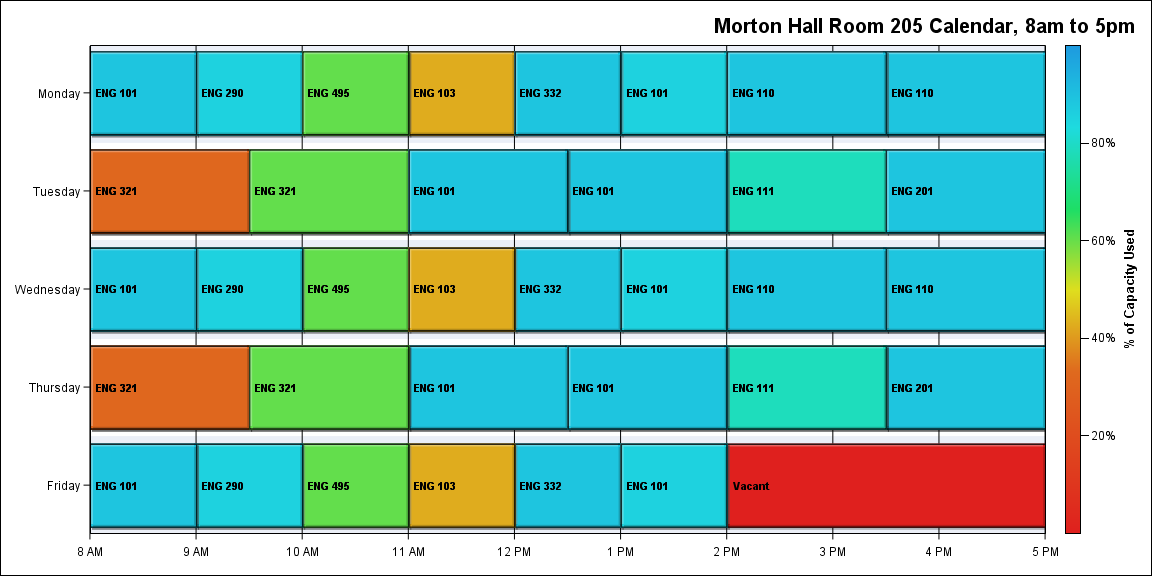 Morton Hall Room 205 Calendar, 8am to 5pm
Monday
ENG 101
ENG 290
ENG 495
ENG 103
ENG 332
ENG 101
ENG 110
ENG 110
Tuesday
ENG 321
ENG 321
ENG 101
ENG 101
ENG 111
ENG 201
Wednesday
ENG 101
ENG 290
ENG 495
ENG 103
ENG 332
ENG 101
ENG 110
ENG 110
Thursday
ENG 321
ENG 321
ENG 101
ENG 101
ENG 111
ENG 201
Friday
ENG 101
ENG 290
ENG 495
ENG 103
ENG 332
ENG 101
Vacant
8 AM
9 AM
10 AM
11 AM
12 PM
1 PM
2 PM
3 PM
4 PM
5 PM
80%
60%
40%
20%
% of Capacity Used